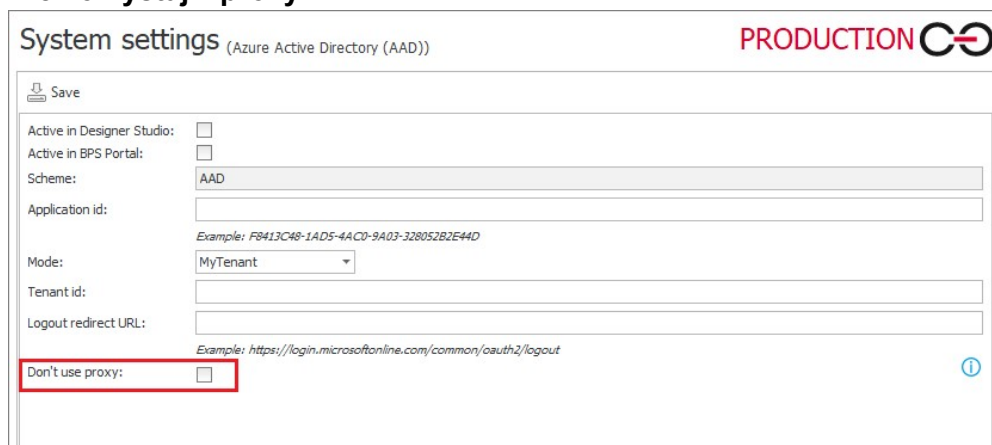 System settings (Azure Active Directory (AAD))
PRODUCTION
Save
Active in Designer Studio:
Active in BPS Portal:
Scheme: AAD
Application id:
Example: F8413C48-1AD5-4AC0-9A03-328052B2E44D
Mode: MyTenant
Tenant id:
Logout redirect URL:
Example: https://login.microsoftonline.com/common/oauth2/logout
Don't use proxy: